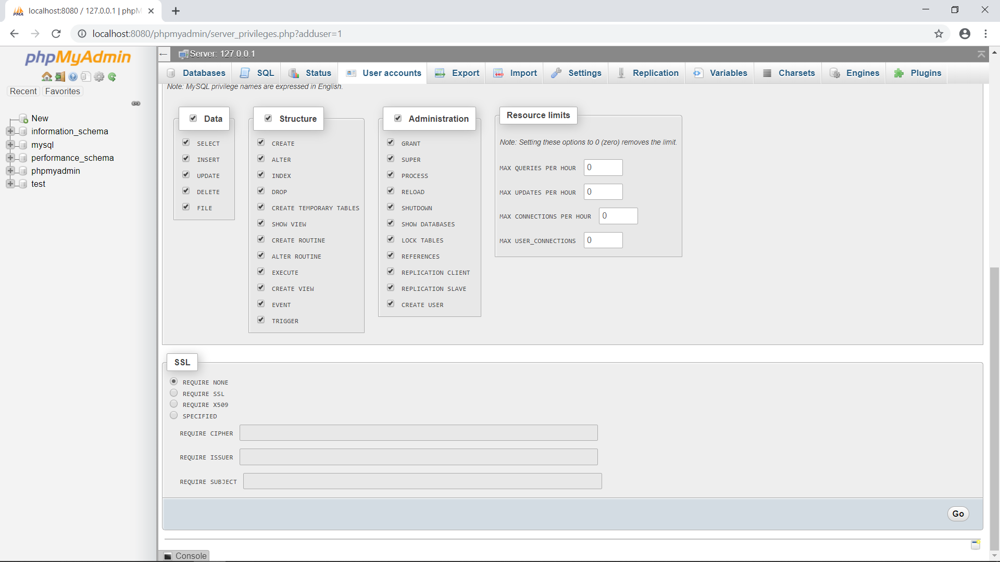 localhost:8080 / 127.0.0.1 | phpM
localhost:8080/phpmyadmin/server_privileges.php?adduser=1
phpMyAdmin
Recent Favorites
New
information_schema
mysql
performance_schema
phpmyadmin
test
Server: 127.0.0.1
Databases SQL Status User accounts Export Import Settings Replication Variables Charsets Engines Plugins
Note: MySQL privilege names are expressed in English.
Data
SELECT
INSERT
UPDATE
DELETE
FILE
Structure
CREATE
ALTER
INDEX
DROP
CREATE TEMPORARY TABLES
SHOW VIEW
CREATE ROUTINE
ALTER ROUTINE
EXECUTE
CREATE VIEW
EVENT
TRIGGER
Administration
GRANT
SUPER
PROCESS
RELOAD
SHUTDOWN
SHOW DATABASES
LOCK TABLES
REFERENCES
REPLICATION CLIENT
REPLICATION SLAVE
CREATE USER
Resource limits
Note: Setting these options to 0 (zero) removes the limit.
MAX QUERIES PER HOUR 0
MAX UPDATES PER HOUR 0
MAX CONNECTIONS PER HOUR 0
MAX USER_CONNECTIONS 0
SSL
REQUIRE NONE
REQUIRE SSL
REQUIRE X509
SPECIFIED
REQUIRE CIPHER
REQUIRE ISSUER
REQUIRE SUBJECT
Go
Console